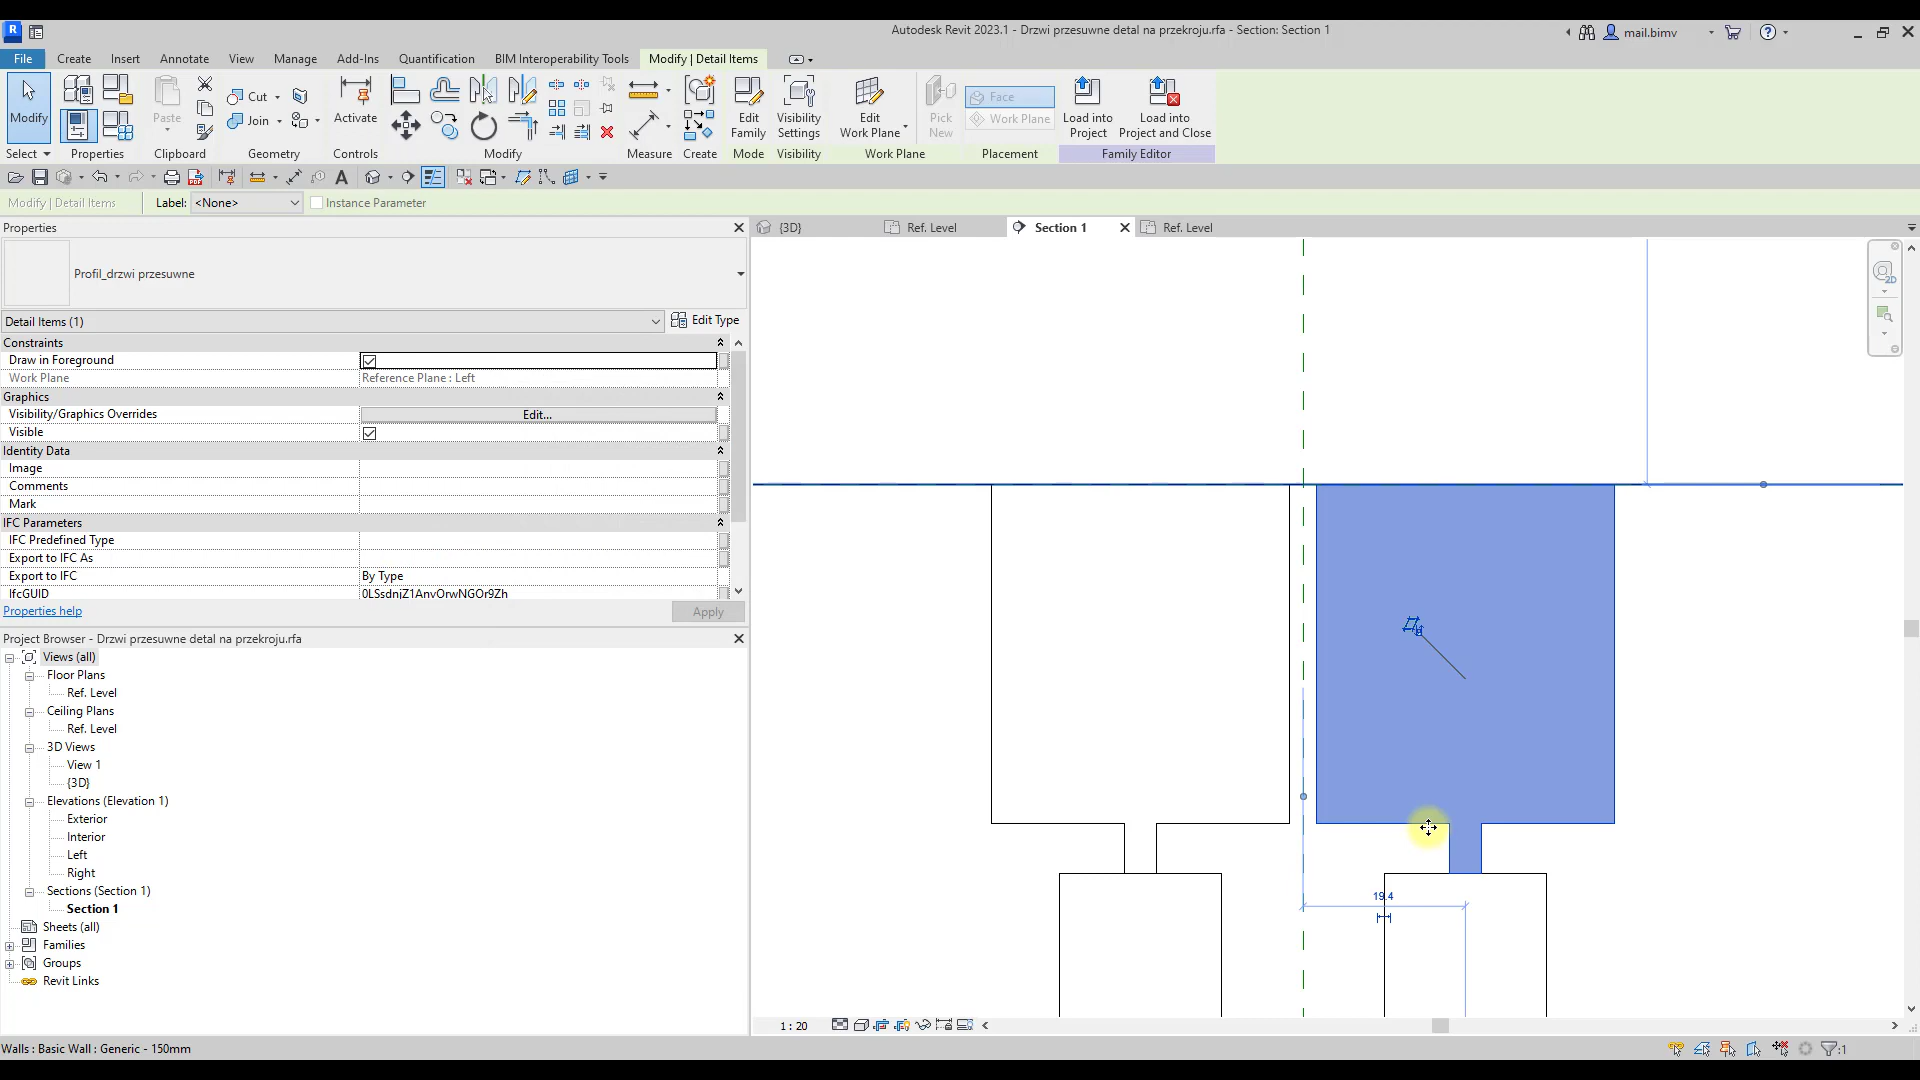 R
Autodesk Revit 2023.1 - Drzwi przesuwne detal na przekroju.rfa - Section: Section 1
mail.bimv
File Create Insert Annotate View Manage Add-Ins Quantification BIM Interoperability Tools Modify | Detail Items
Modify
Paste
Cut
Join
Activate
Edit Family
Visibility Settings
Edit Work Plane
Pick New
Face
Work Plane
Load into Project
Load into Project and Close
Select Properties Clipboard Geometry Controls Modify Measure Create Mode Visibility Work Plane Placement Family Editor
Modify | Detail Items Label: <None> Instance Parameter
Properties
{3D} Ref. Level Section 1 Ref. Level
Profil_drzwi przesuwne
Detail Items (1) Edit Type
Constraints
Draw in Foreground
Work Plane Reference Plane : Left
Graphics
Visibility/Graphics Overrides Edit...
Visible
Identity Data
Image
Comments
Mark
IFC Parameters
IFC Predefined Type
Export to IFC As
Export to IFC By Type
IfcGUID
Properties help Apply
Project Browser - Drzwi przesuwne detal na przekroju.rfa
Views (all)
Floor Plans
Ref. Level
Ceiling Plans
Ref. Level
3D Views
View 1
{3D}
Elevations (Elevation 1)
Exterior
Interior
Left
Right
Sections (Section 1)
Section 1
Sheets (all)
Families
Groups
Revit Links
2D
19.4
1 : 20
Walls : Basic Wall : Generic - 150mm
:1